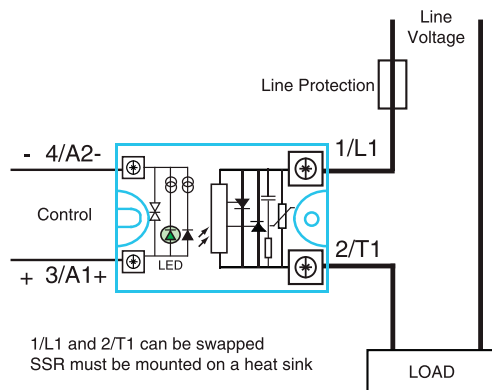 Line
Voltage
Line Protection
- 4/A2-
1/L1
Control
LED
2/T1
+ 3/A1+
1/L1 and 2/T1 can be swapped
SSR must be mounted on a heat sink
LOAD